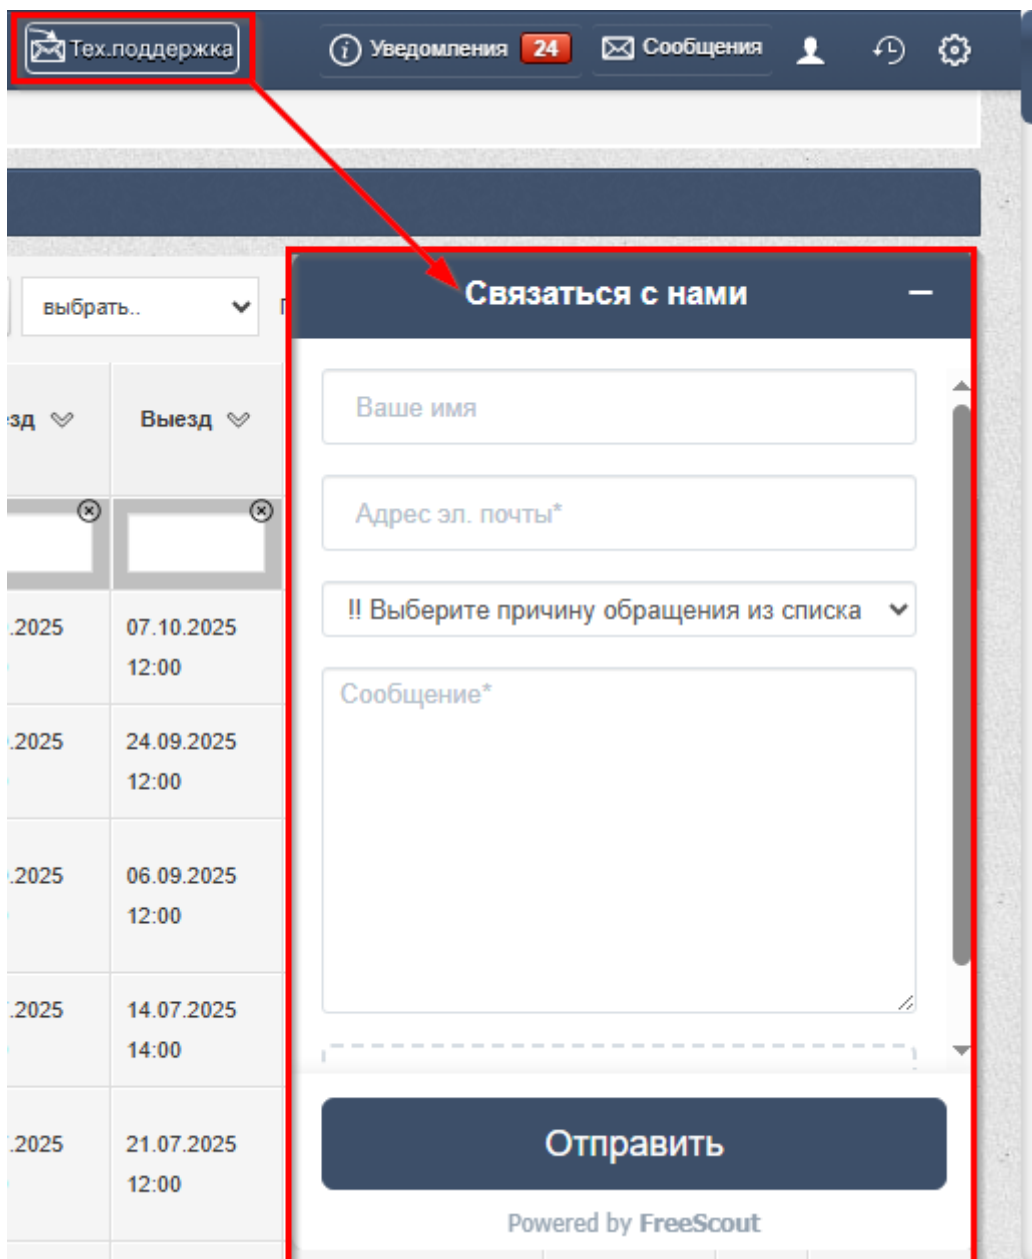 Тех.поддержка
Уведомления 24
Сообщения
выбрать..
Связаться с нами
Выезд
Ваше имя
Адрес эл. почты*
!! Выберите причину обращения из списка
Сообщение*
.2025 07.10.2025
12:00
.2025 24.09.2025
12:00
.2025 06.09.2025
12:00
.2025 14.07.2025
14:00
.2025 21.07.2025
12:00
Отправить
Powered by FreeScout